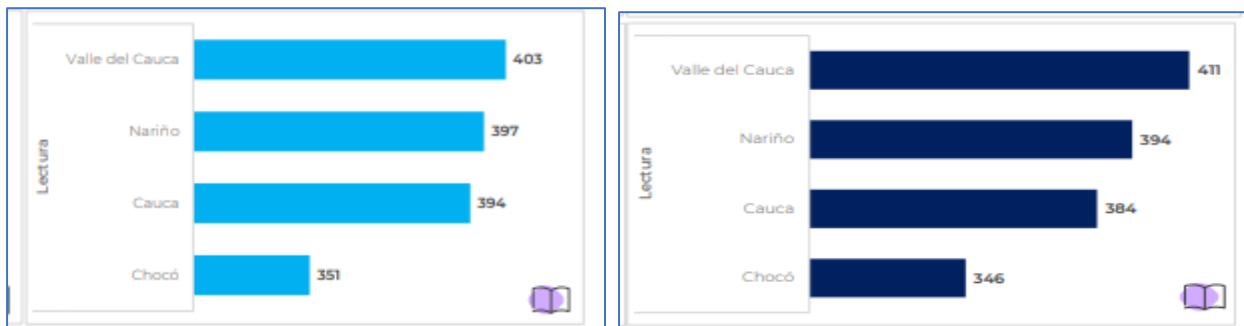 Valle del Cauca 403
Nariño 397
Lectura
Cauca 394
Chocó 351
Valle del Cauca 411
Nariño 394
Lectura
Cauca 384
Chocó 346